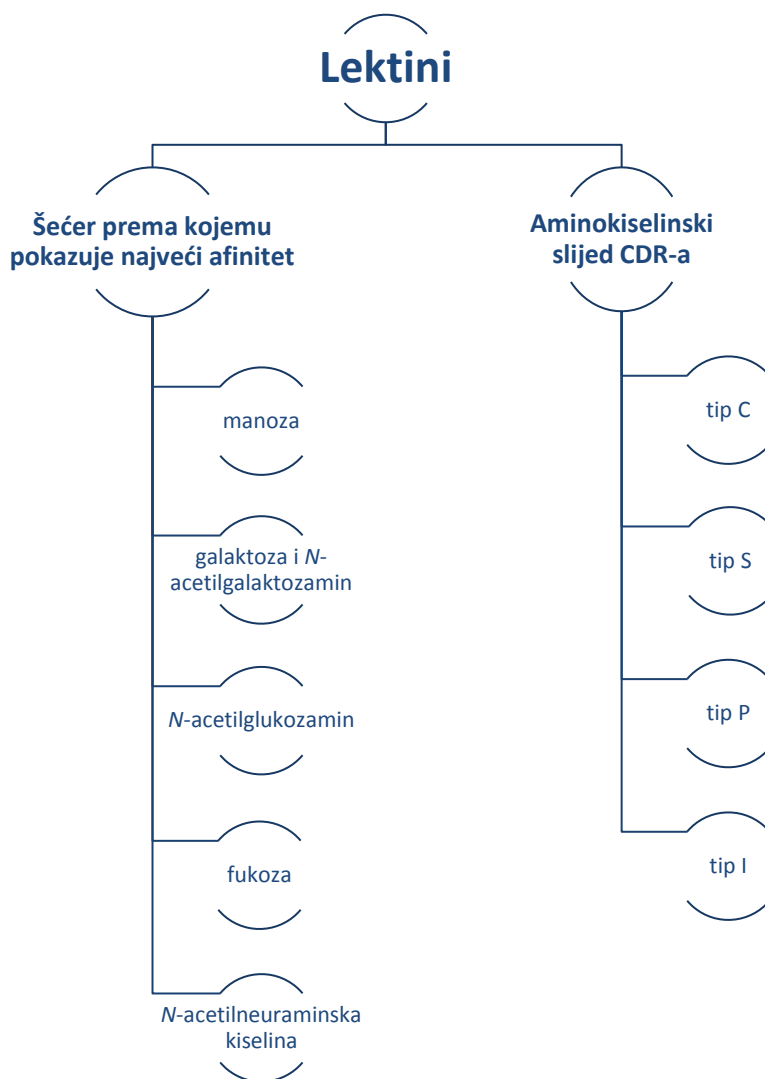 Lektini
Šećer prema kojemu
pokazuje najveći afinitet
manoza
galaktoza i N-
acetilgalaktozamin
N-acetilglukozamin
fukoza
N-acetilneuraminska
kiselina
Aminokiselinski
slijed CDR-a
tip C
tip S
tip P
tip I